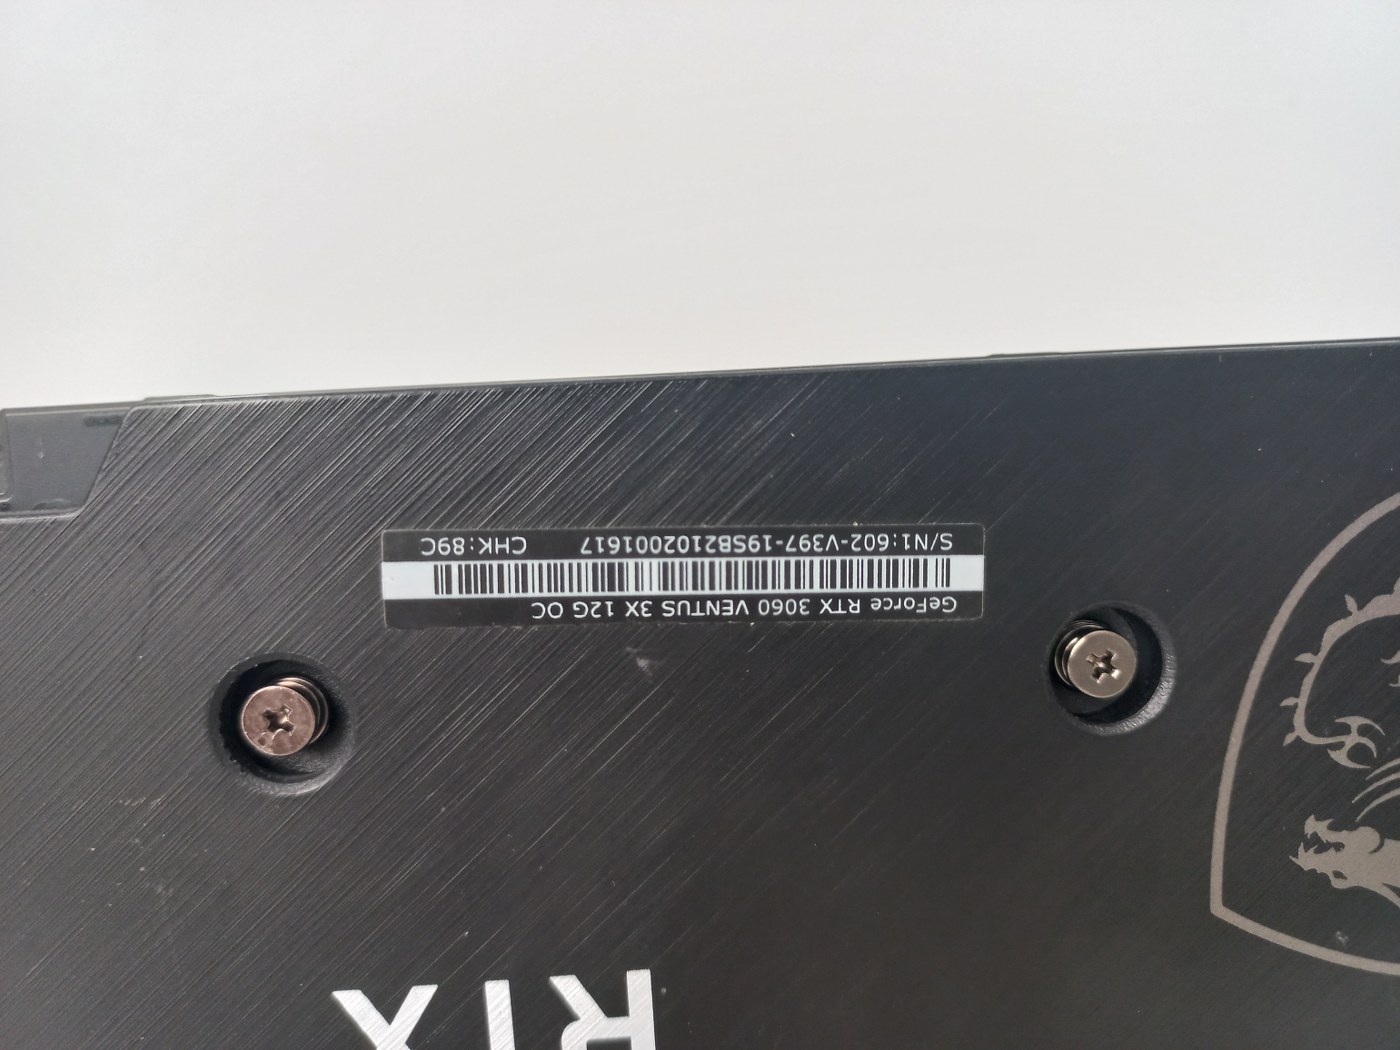 RTX
GeForce RTX 3060 VENTUS 3X 12G OC
S/N1:602-V397-19SB2102001617 CHK:89C